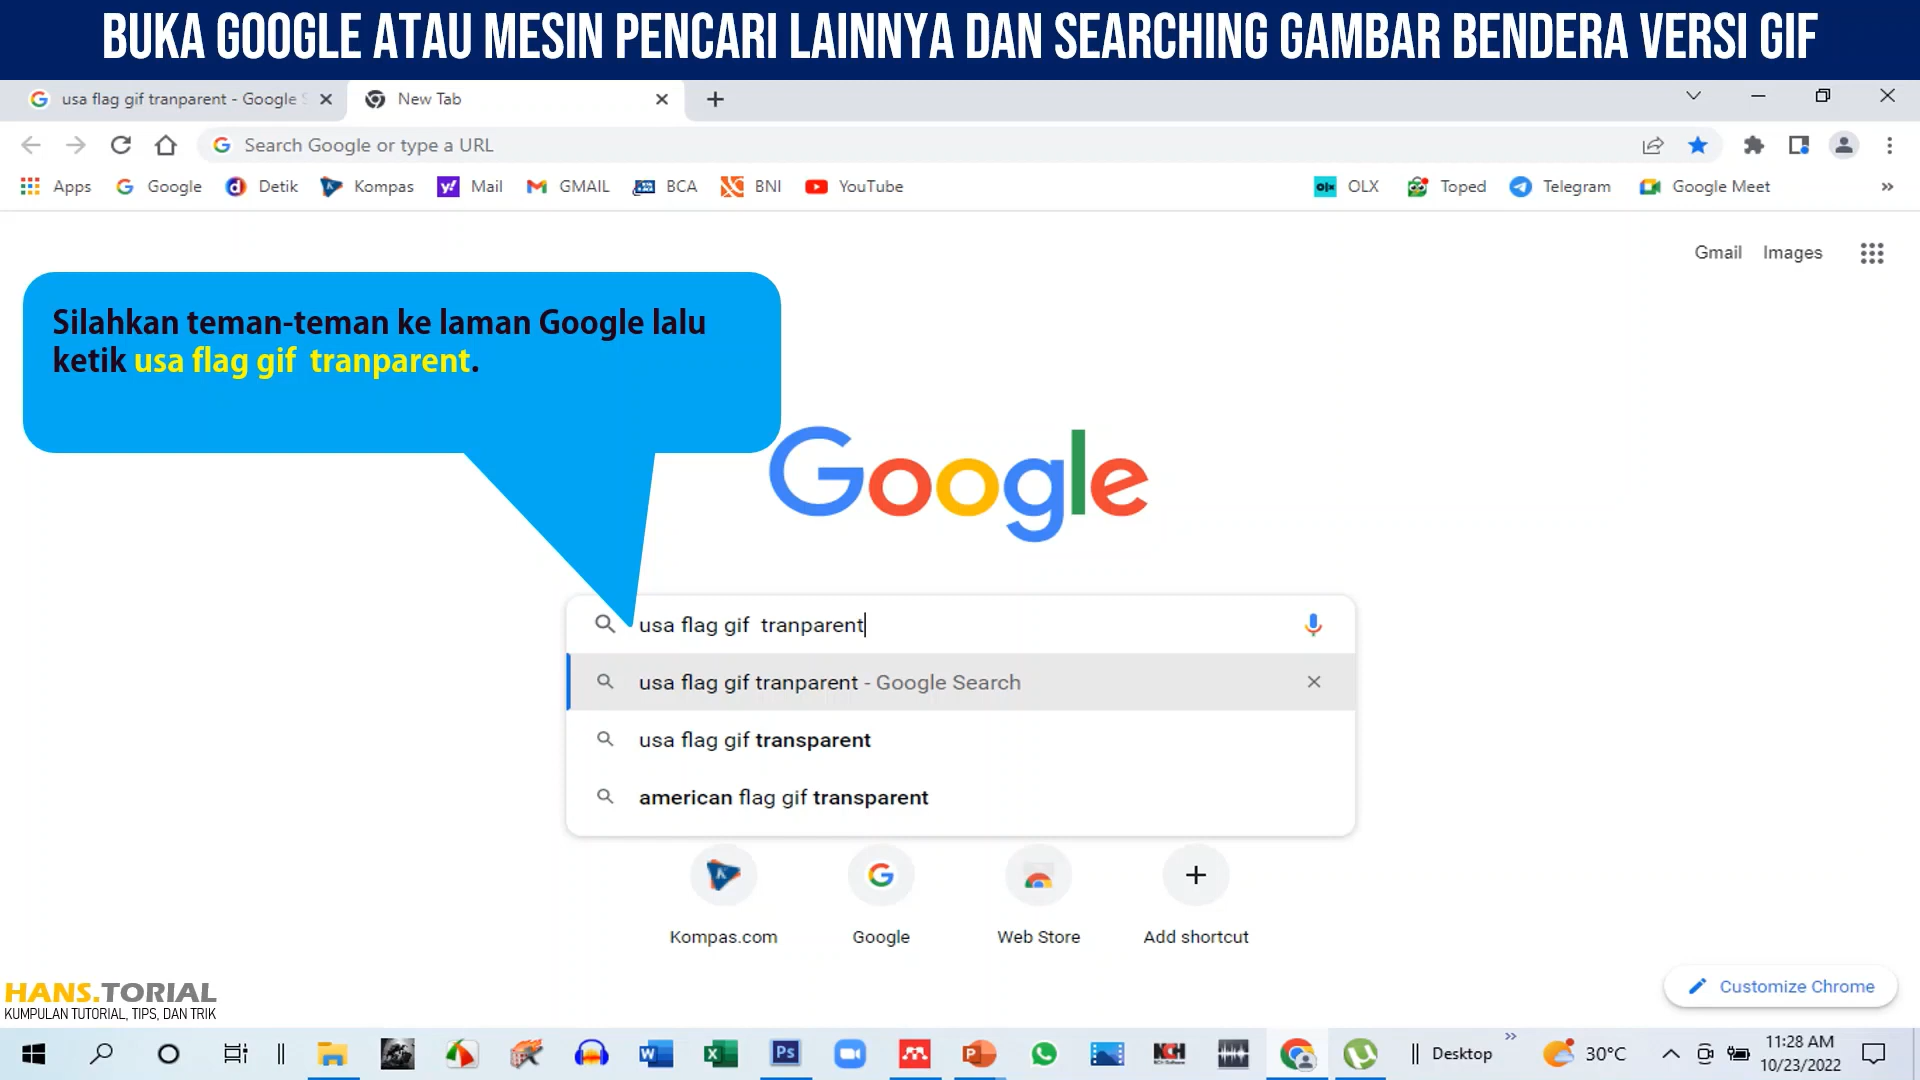 BUKA GOOGLE ATAU MESIN PENCARI LAINNYA DAN SEARCHING GAMBAR BENDERA VERSI GIF
usa flag gif tranparent - Google S
New Tab
Search Google or type a URL
Apps Google Detik Kompas Mail GMAIL BCA BNI YouTube OLX Toped Telegram Google Meet
Gmail Images
Silahkan teman-teman ke laman Google lalu
ketik usa flag gif  tranparent.
Google
usa flag gif  tranparent
usa flag gif tranparent - Google Search
usa flag gif transparent
american flag gif transparent
Kompas.com Google Web Store Add shortcut
Customize Chrome
HANS.TORIAL
KUMPULAN TUTORIAL, TIPS, DAN TRIK
Desktop
30°C
11:28 AM
10/23/2022